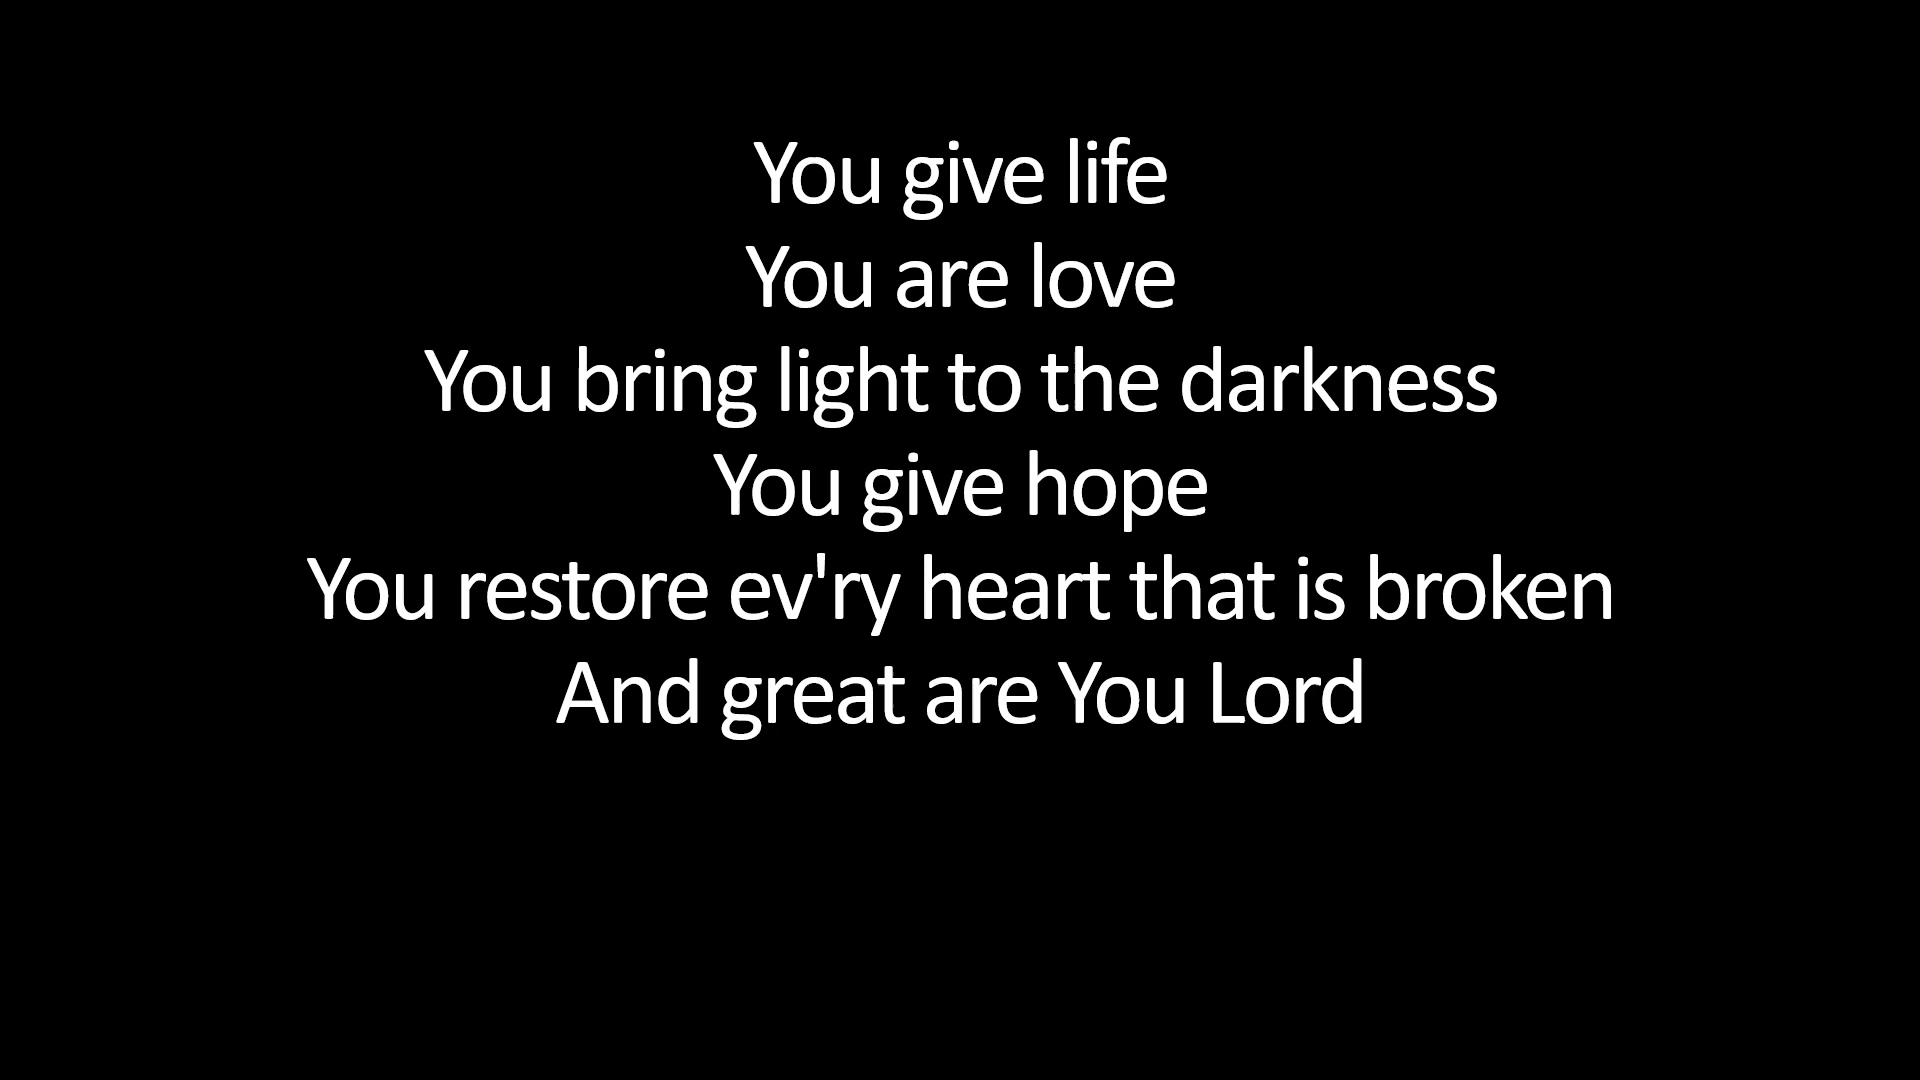 You give life
You are love
You bring light to the darkness
You give hope
You restore ev'ry heart that is broken
And great are You Lord